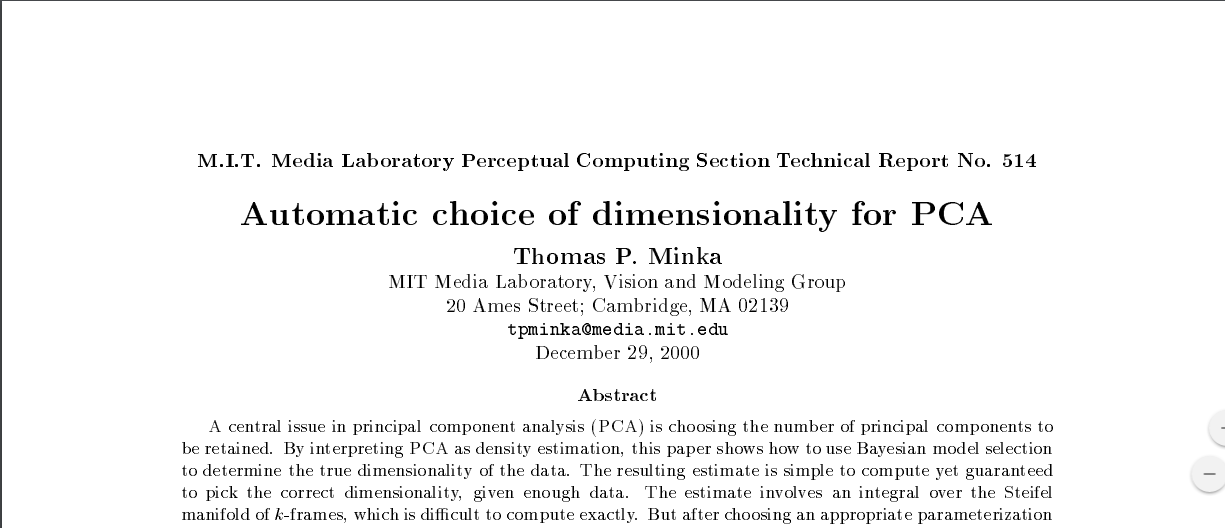 M.I.T. Media Laboratory Perceptual Computing Section Technical Report No. 514
Automatic choice of dimensionality for PCA
Thomas P. Minka
MIT Media Laboratory, Vision and Modeling Group
20 Ames Street; Cambridge, MA 02139
tpminka@media.mit.edu
December 29, 2000
Abstract
A central issue in principal component analysis (PCA) is choosing the number of principal components to
be retained. By interpreting PCA as density estimation, this paper shows how to use Bayesian model selection
to determine the true dimensionality of the data. The resulting estimate is simple to compute yet guaranteed
to pick the correct dimensionality, given enough data. The estimate involves an integral over the Steifel
manifold of k-frames, which is difficult to compute exactly. But after choosing an appropriate parameterization